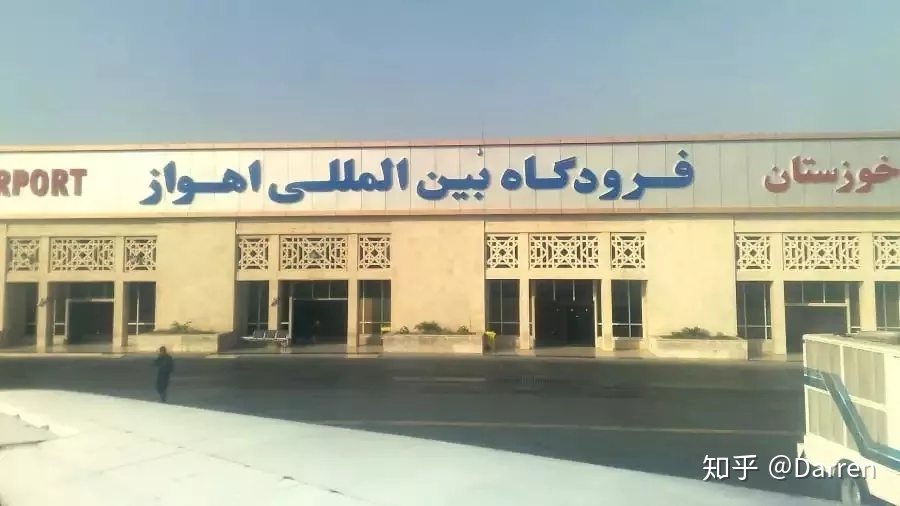 خوزستان فرودگاه بین المللی اهواز RPORT
知乎 @Darren